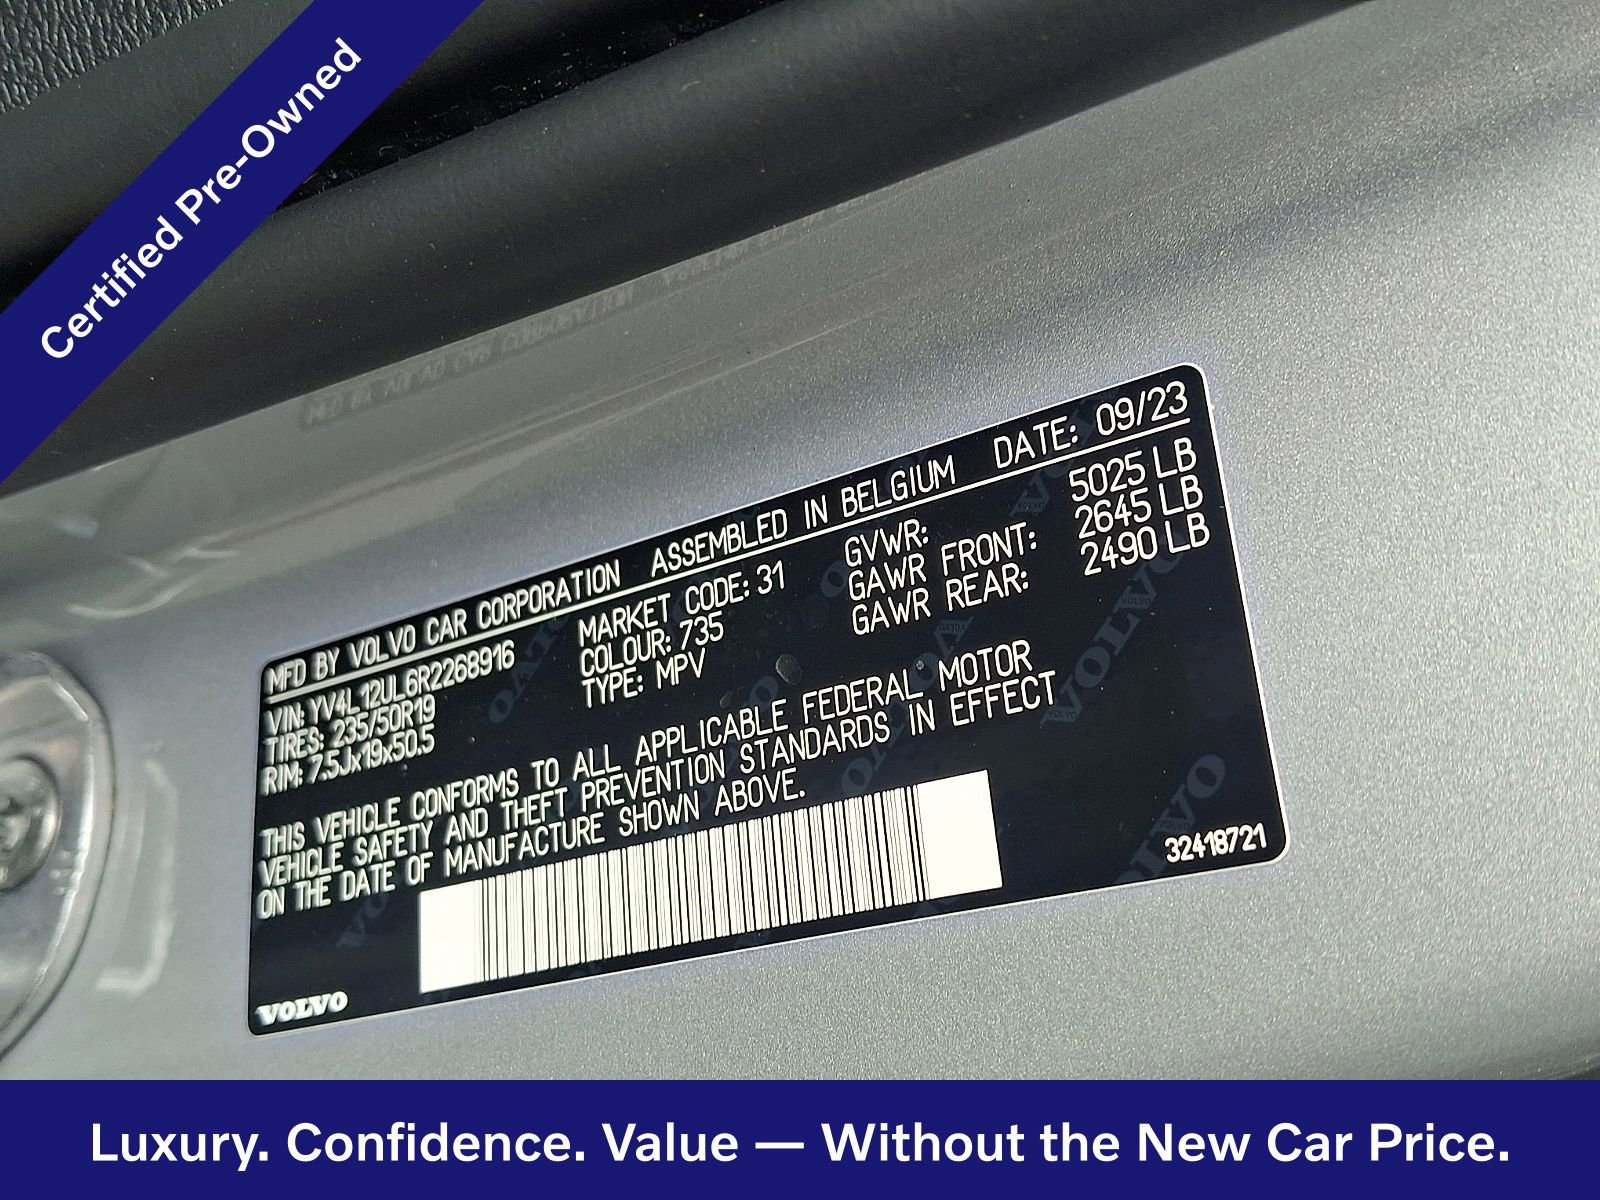 Certified Pre-Owned
MFD BY VOLVO CAR CORPORATION ASSEMBLED IN BELGIUM DATE: 09/23
VIN: YV4L12UL6R2268916 MARKET CODE: 31 GVWR: 5025 LB
TIRES: 235/50R19 COLOUR: 735 GAWR FRONT: 2645 LB
RIM: 7.5Jx19x50.5 TYPE: MPV GAWR REAR: 2490 LB
THIS VEHICLE CONFORMS TO ALL APPLICABLE FEDERAL MOTOR
VEHICLE SAFETY AND THEFT PREVENTION STANDARDS IN EFFECT
ON THE DATE OF MANUFACTURE SHOWN ABOVE.
32418721
VOLVO
Luxury. Confidence. Value — Without the New Car Price.